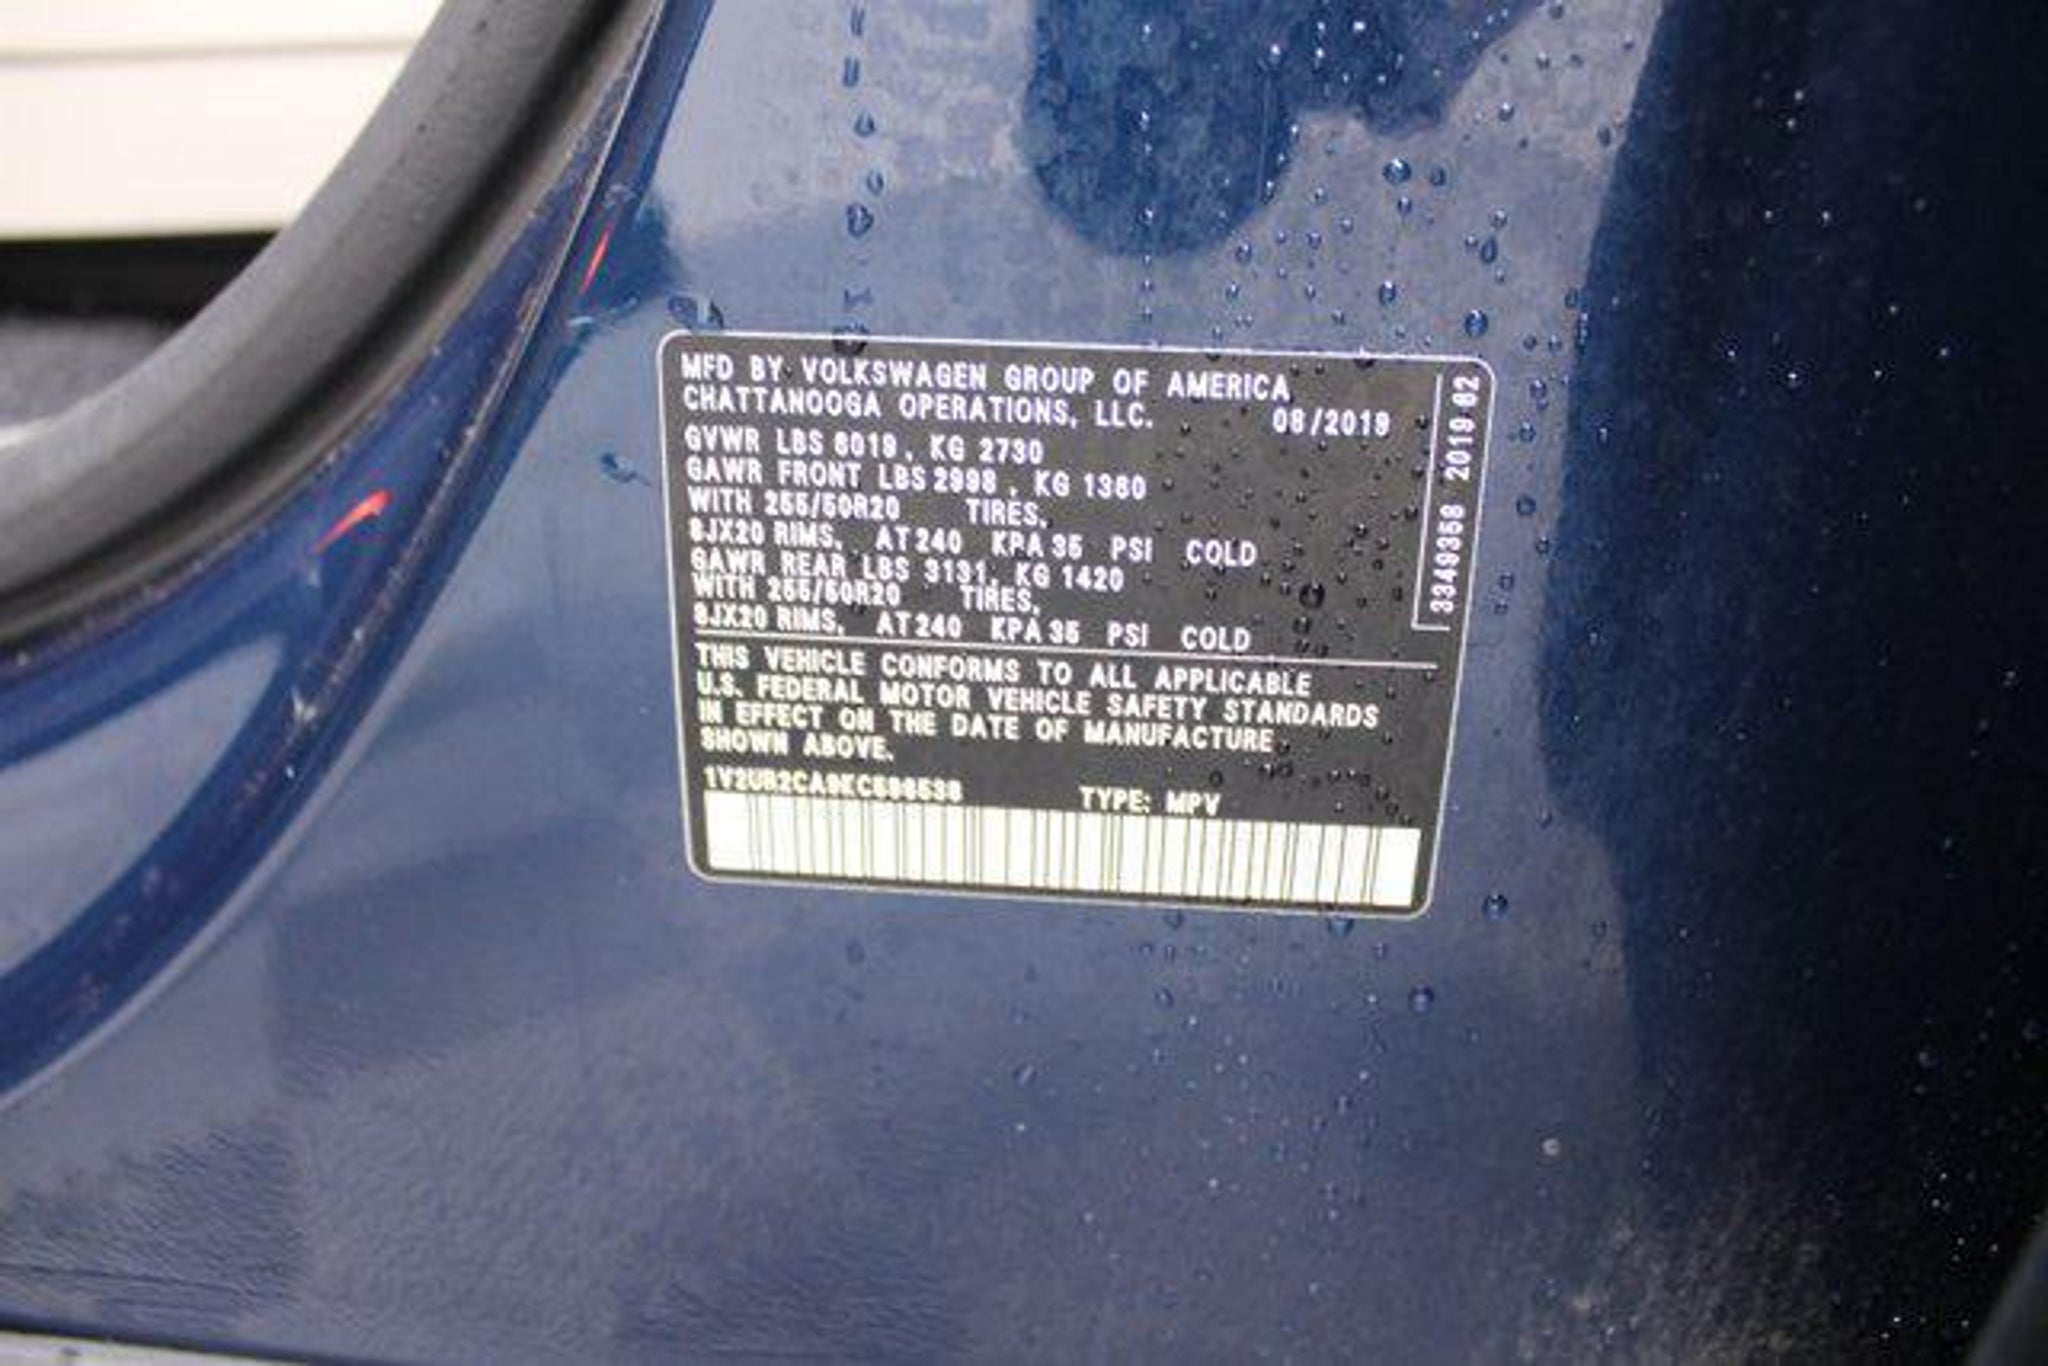 MFD BY VOLKSWAGEN GROUP OF AMERICA
CHATTANOOGA OPERATIONS, LLC. 08/2019
GVWR LBS 6019, KG 2730
GAWR FRONT LBS 2998, KG 1360
WITH 255/50R20 TIRES,
8JX20 RIMS, AT 240 KPA 35 PSI COLD
GAWR REAR LBS 3131, KG 1420
WITH 255/50R20 TIRES,
8JX20 RIMS, AT 240 KPA 35 PSI COLD
THIS VEHICLE CONFORMS TO ALL APPLICABLE
U.S. FEDERAL MOTOR VEHICLE SAFETY STANDARDS
IN EFFECT ON THE DATE OF MANUFACTURE
SHOWN ABOVE.
1V2UR2CA9KC596538 TYPE: MPV
3349358 2019 62